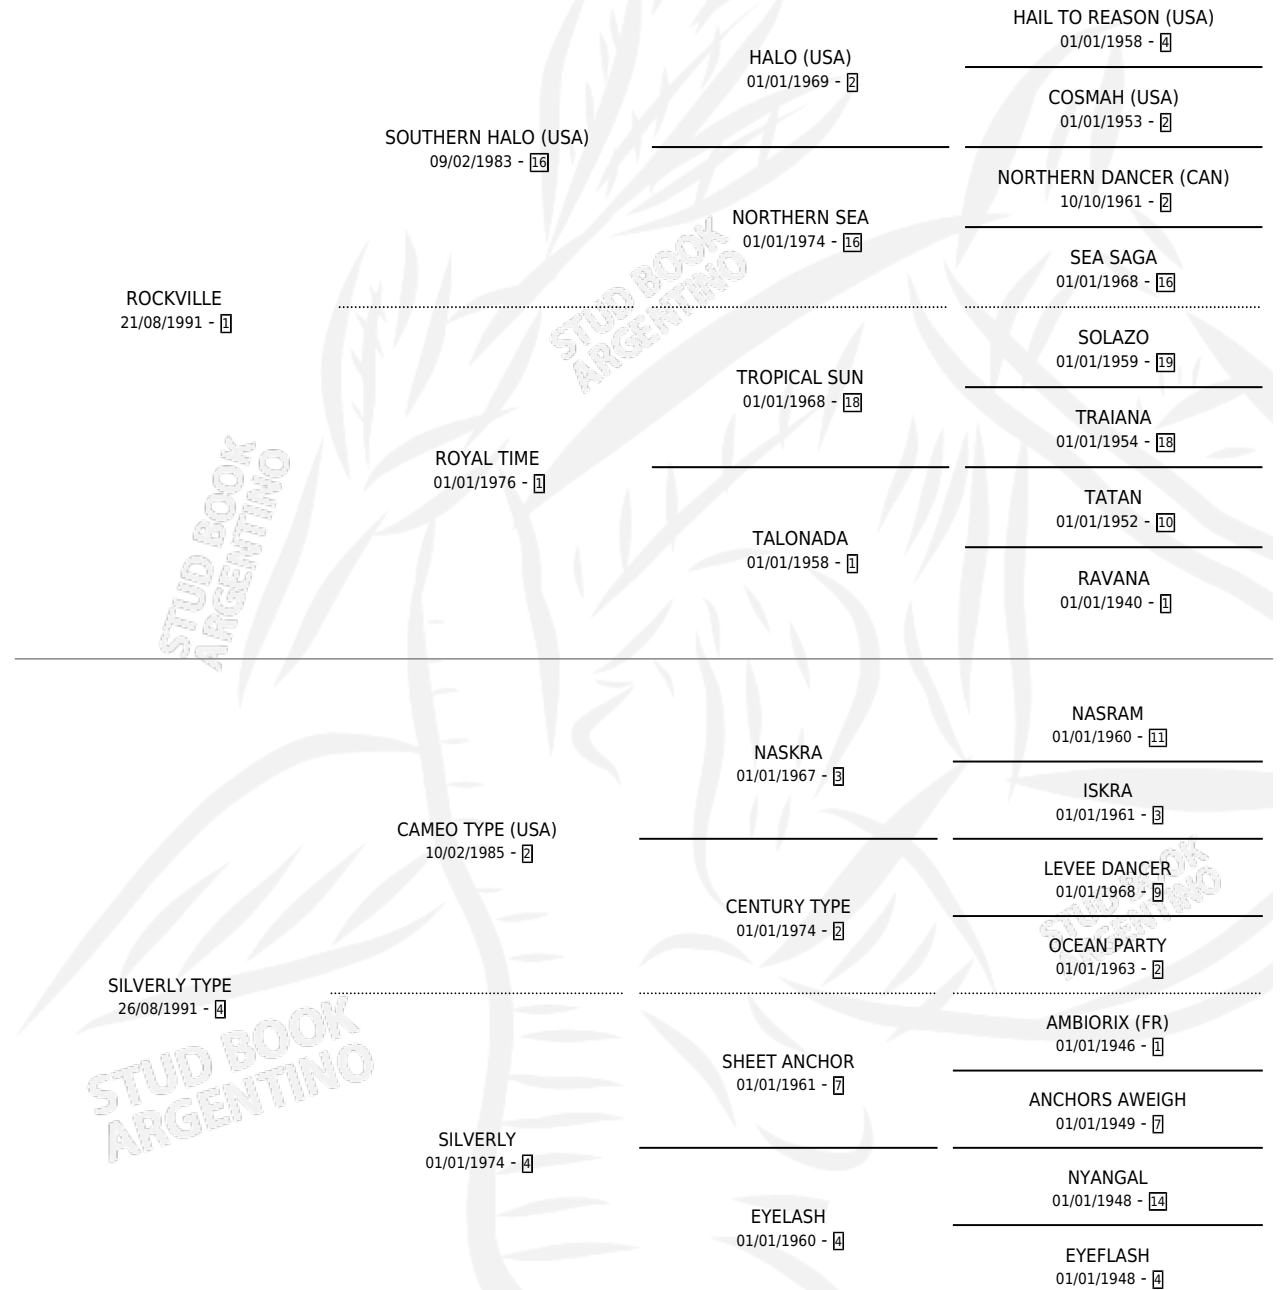 HAIL TO REASON (USA)
01/01/1958 - 4
HALO (USA)
01/01/1969 - 2
COSMAH (USA)
01/01/1953 - 2
SOUTHERN HALO (USA)
09/02/1983 - 16
NORTHERN DANCER (CAN)
10/10/1961 - 2
NORTHERN SEA
01/01/1974 - 16
SEA SAGA
01/01/1968 - 16
ROCKVILLE
21/08/1991 - 1
STUD BOOK
ARGENTINO
SOLAZO
01/01/1959 - 19
TROPICAL SUN
01/01/1968 - 18
TRAIANA
01/01/1954 - 18
ROYAL TIME
01/01/1976 - 1
TATAN
01/01/1952 - 10
TALONADA
01/01/1958 - 1
RAVANA
01/01/1940 - 1
STUD BOOK
ARGENTINO
NASRAM
01/01/1960 - 11
NASKRA
01/01/1967 - 3
ISKRA
01/01/1961 - 3
CAMEO TYPE (USA)
10/02/1985 - 2
LEVEE DANCER
01/01/1968 - 9
CENTURY TYPE
01/01/1974 - 2
STUD BOOK
ARGENTINO
OCEAN PARTY
01/01/1963 - 2
SILVERLY TYPE
26/08/1991 - 4
AMBIORIX (FR)
01/01/1946 - 1
SHEET ANCHOR
01/01/1961 - 7
STUD BOOK
ARGENTINO
ANCHORS AWEIGH
01/01/1949 - 7
SILVERLY
01/01/1974 - 4
NYANGAL
01/01/1948 - 14
EYELASH
01/01/1960 - 4
EYEFLASH
01/01/1948 - 4